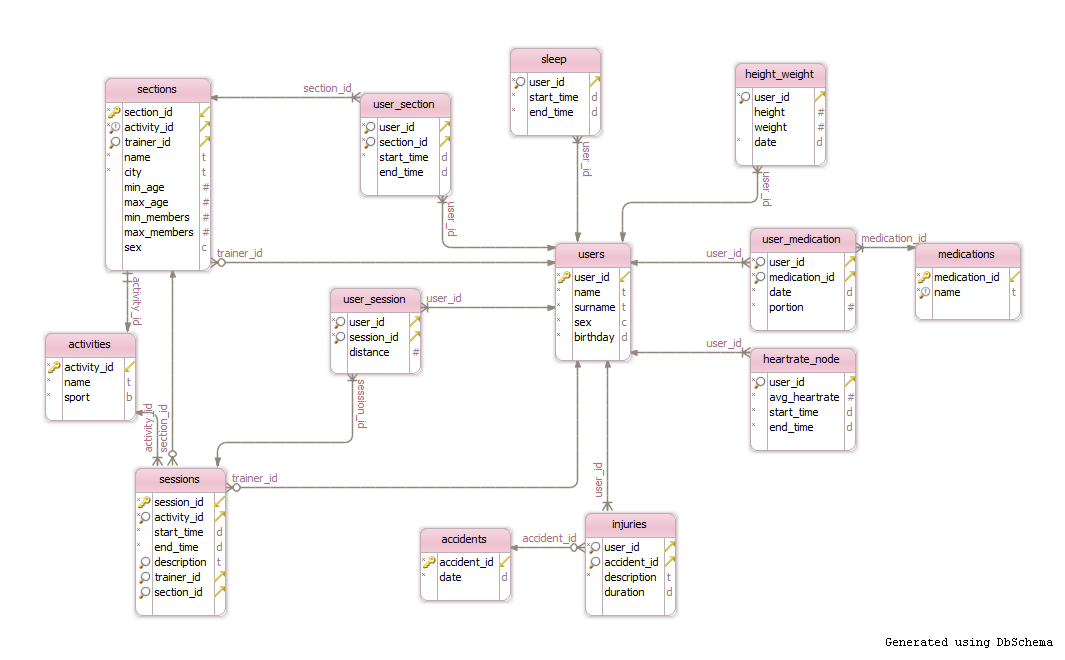 sleep
user_id
start_time d
end_time d
height_weight
user_id
height #
weight #
date d
sections
section_id
activity_id
trainer_id
name t
city t
min_age #
max_age #
min_members #
max_members #
sex c
section_id
user_section
user_id
section_id
start_time d
end_time d
user_id
user_id
user_id
trainer_id
users
user_id
name t
surname t
sex c
birthday d
user_id
user_medication
user_id
medication_id
date d
portion #
medication_id
medications
medication_id
name t
activity_id
user_session
user_id
session_id
distance #
user_id
user_id
heartrate_node
user_id
avg_heartrate #
start_time d
end_time d
activities
activity_id
name t
sport b
activity_id
section_id
session_id
sessions
session_id
activity_id
start_time d
end_time d
description t
trainer_id
section_id
trainer_id
user_id
accidents
accident_id
date d
accident_id
injuries
user_id
accident_id
description t
duration d
Generated using DbSchema